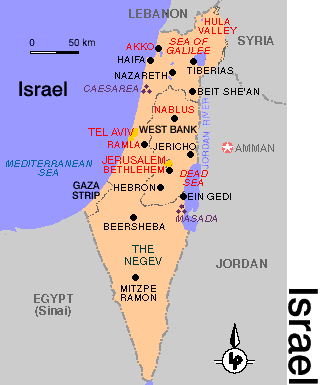 LEBANON
HULA
VALLEY
0 50 km
AKKO
SEA OF
GALILEE
SYRIA
HAIFA
NAZARETH
TIBERIAS
Israel
CAESAREA
BEIT SHE'AN
NABLUS
TEL AVIV
WEST BANK
JORDAN RIVER
RAMLA
JERICHO
AMMAN
JERUSALEM
BETHLEHEM
MEDITERRANEAN
SEA
DEAD
SEA
GAZA
STRIP
HEBRON
EIN GEDI
MASADA
BEERSHEBA
THE
NEGEV
JORDAN
MITZPE
RAMON
EGYPT
(Sinai)
Israel
LP